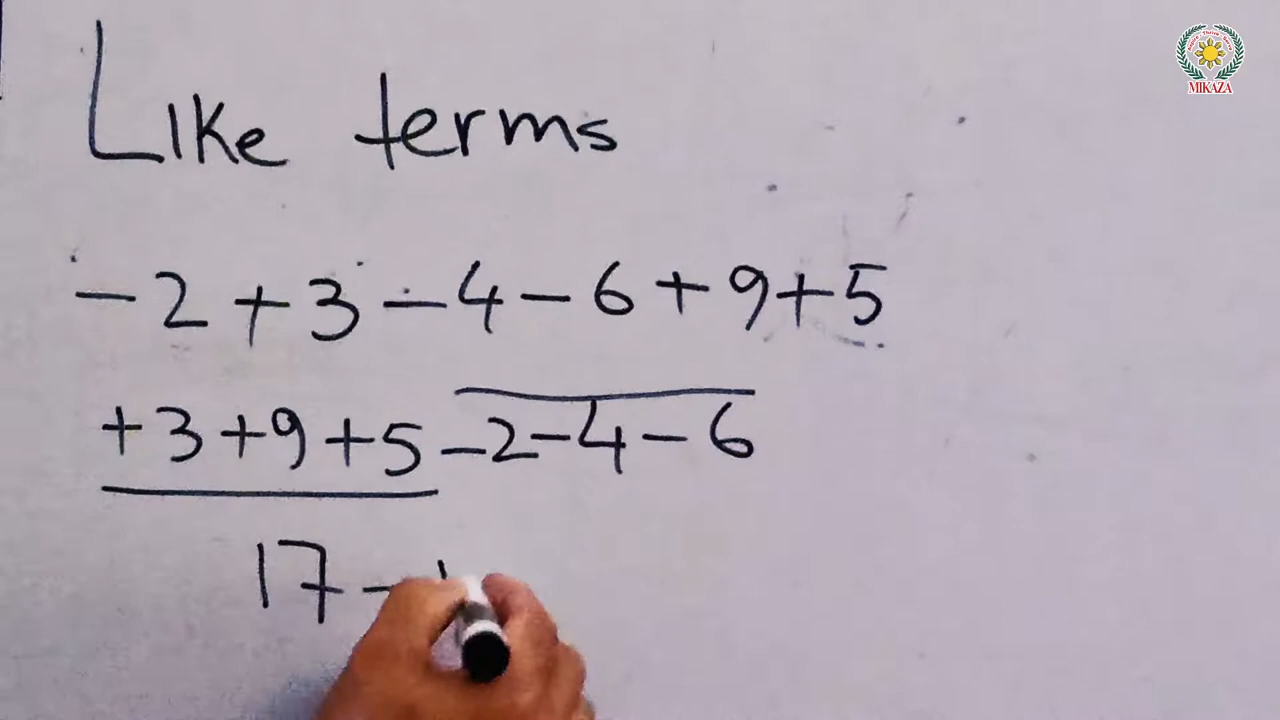 MIKAZA
Like terms
- 2 + 3 - 4 - 6 + 9 + 5
+ 3 + 9 + 5 - 2 - 4 - 6
17 -